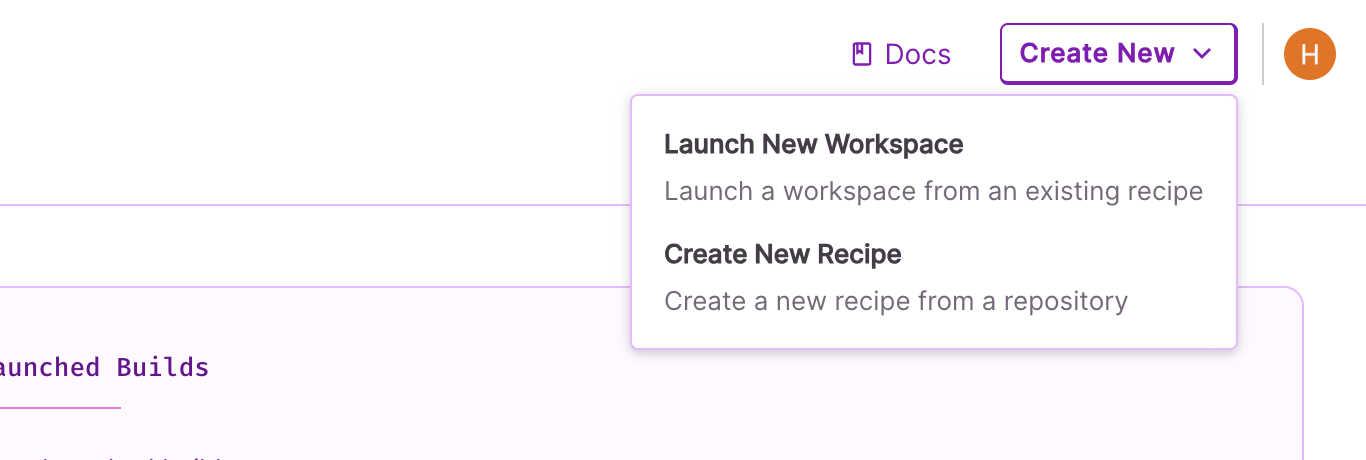 Docs
Create New
H
Launch New Workspace
Launch a workspace from an existing recipe
Create New Recipe
Create a new recipe from a repository
aunched Builds